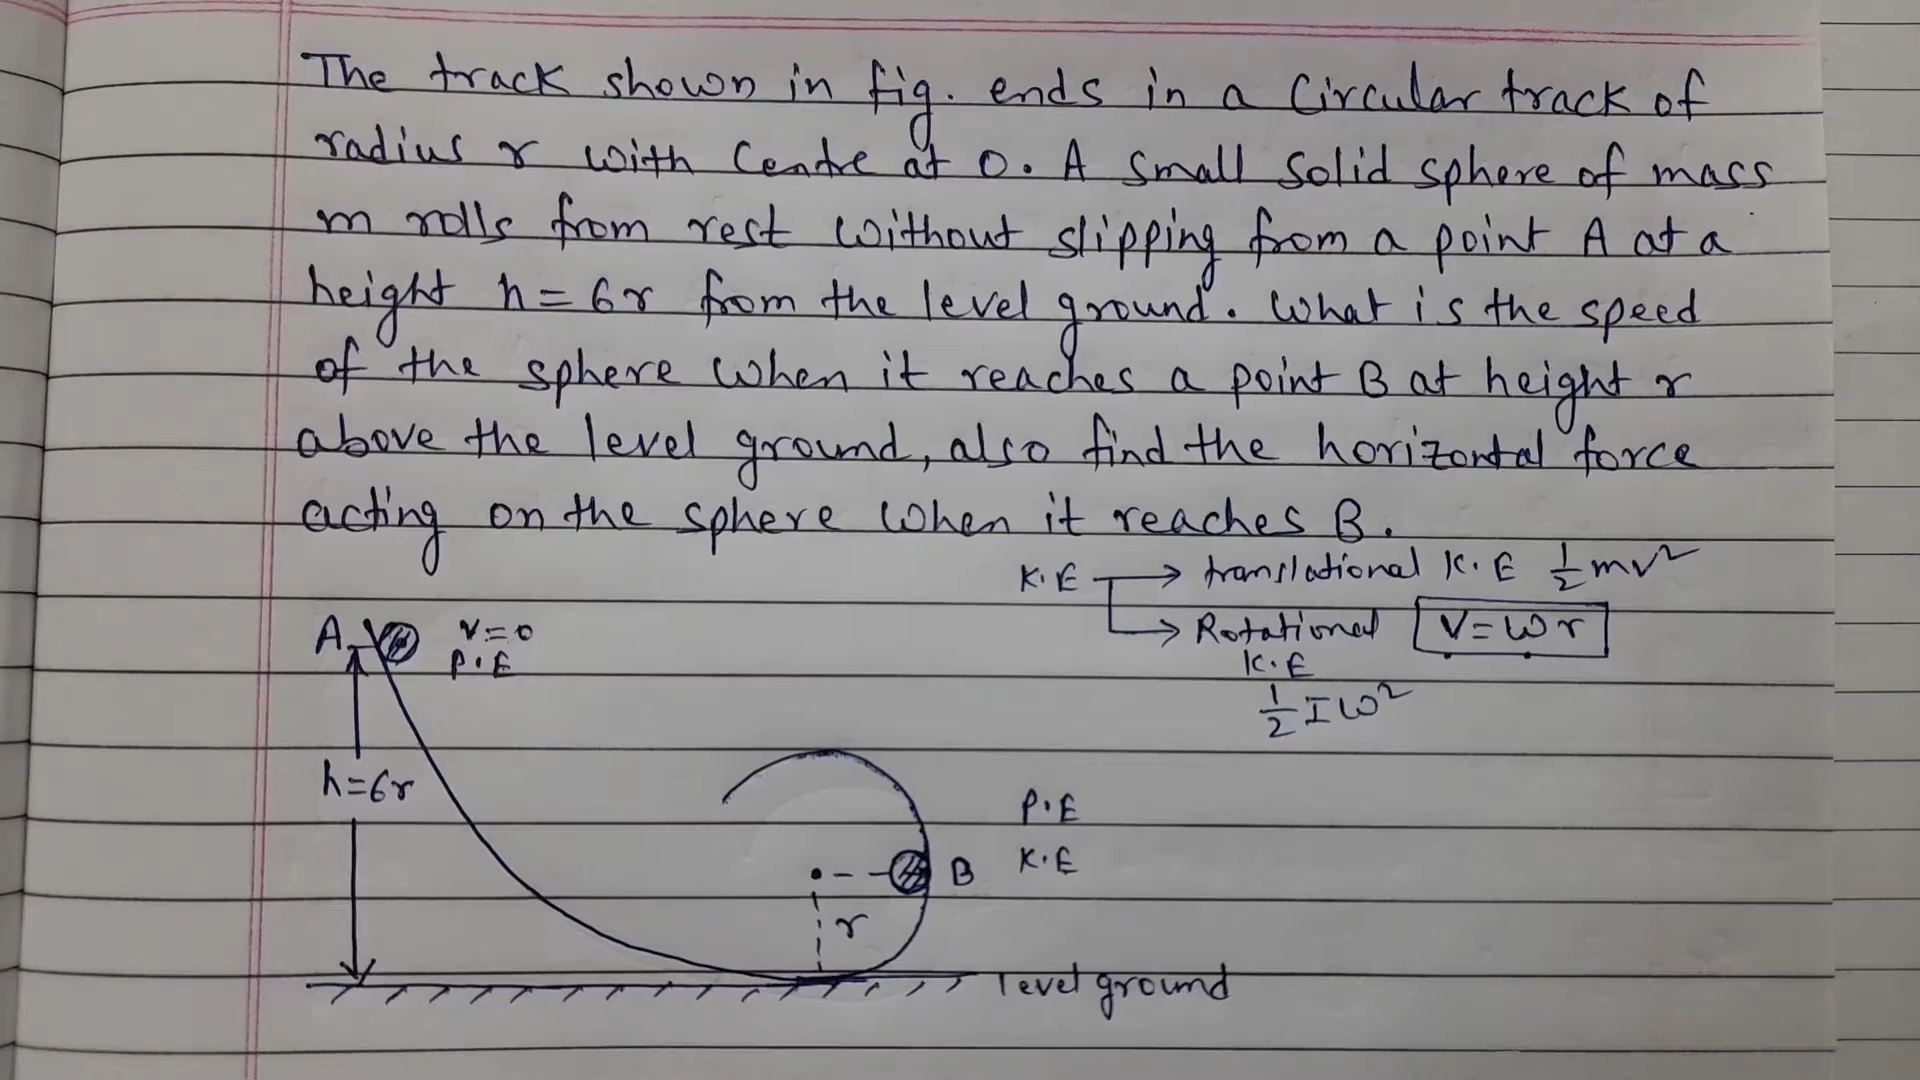 The track shown in fig. ends in a Circular track of
radius r with Centre at O. A Small Solid sphere of mass
m rolls from rest without slipping from a point A at a
height h=6r from the level ground. What is the speed
of the sphere when it reaches a point B at height r
above the level ground, also find the horizontal force
acting on the sphere when it reaches B.
K.E → translational K.E 1/2 mv²
→ Rotational V=ωr
K.E
1/2 Iω²
A V=0
P.E
h=6r
P.E
B K.E
r
level ground